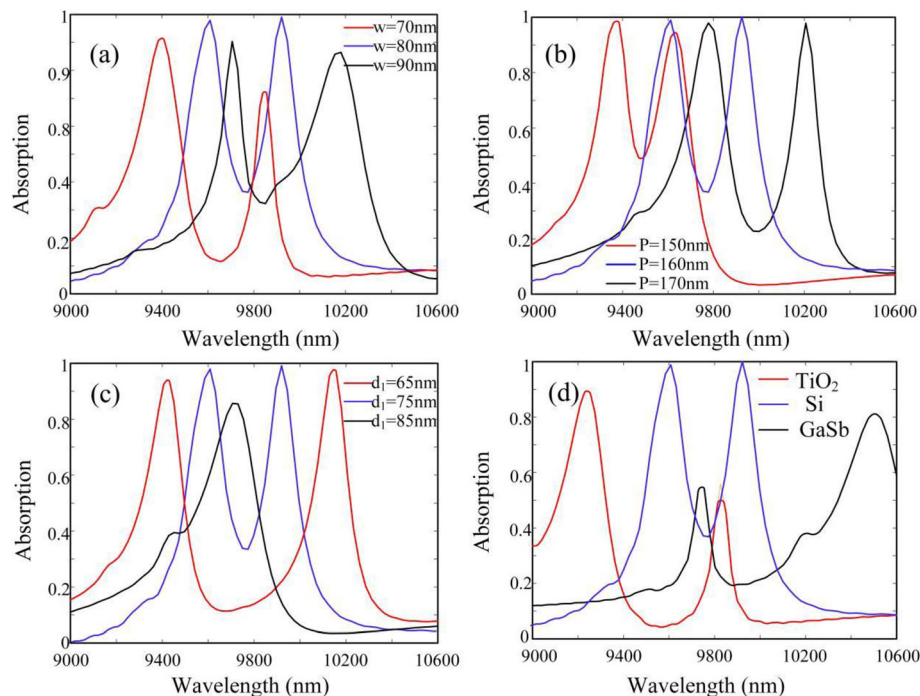 (a)
w=70nm
w=80nm
w=90nm
1
0.8
0.6
0.4
0.2
0
Absorption
9000 9400 9800 10200 10600
Wavelength (nm)
(b)
P=150nm
P=160nm
P=170nm
1
0.8
0.6
0.4
0.2
0
Absorption
9000 9400 9800 10200 10600
Wavelength (nm)
(c)
d₁=65nm
d₁=75nm
d₁=85nm
1
0.8
0.6
0.4
0.2
0
Absorption
9000 9400 9800 10200 10600
Wavelength (nm)
(d)
TiO₂
Si
GaSb
1
0.8
0.6
0.4
0.2
0
Absorption
9000 9400 9800 10200 10600
Wavelength (nm)